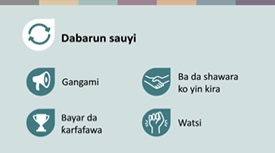 Dabarun sauyi
Gangami
Ba da shawara
ko yin kira
Bayar da
karfafawa
Watsi